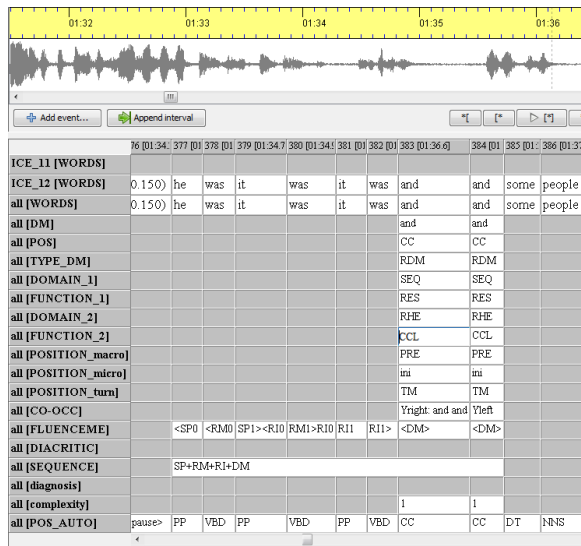 01:32 01:33 01:34 01:35 01:36
Add event... Append interval
76 [01:34. 377 [01 378 [01 379 [01:34.7 380 [01:34.9 381 [01 382 [01 383 [01:36.6] 384 [01 385 [01: 386 [01:37
ICE_11 [WORDS]
ICE_12 [WORDS] 0.150) he was it was it was and and some people
all [WORDS] 0.150) he was it was it was and and some people
all [DM] and and
all [POS] CC CC
all [TYPE_DM] RDM RDM
all [DOMAIN_1] SEQ SEQ
all [FUNCTION_1] RES RES
all [DOMAIN_2] RHE RHE
all [FUNCTION_2] CCL CCL
all [POSITION_macro] PRE PRE
all [POSITION_micro] ini ini
all [POSITION_turn] TM TM
all [CO-OCC] Yright: and and Yleft
all [FLUENCEME] <SP0 <RM0 SP1><RI0 RM1>RI0 RI1 RI1> <DM> <DM>
all [DIACRITIC]
all [SEQUENCE] SP+RM+RI+DM
all [diagnosis]
all [complexity] 1 1
all [POS_AUTO] pause> PP VBD PP VBD PP VBD CC CC DT NNS